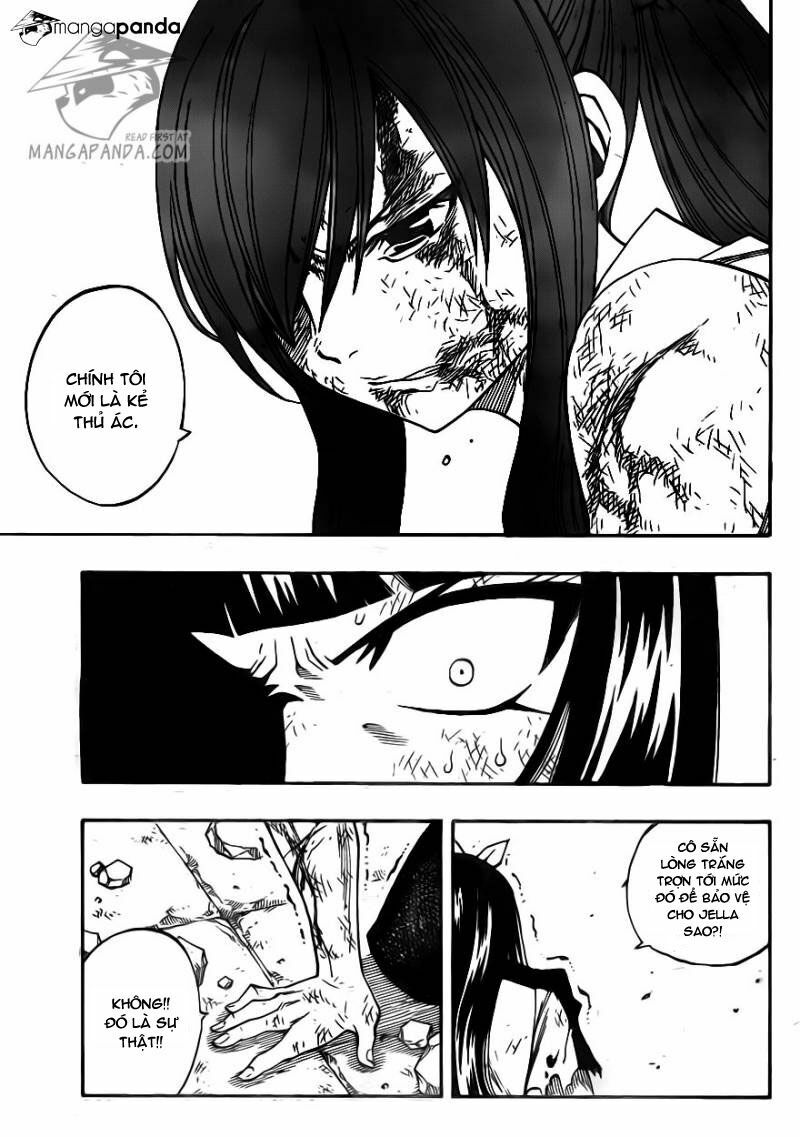 mangapanda
READ FIRST AT
MANGAPANDA.COM
CHÍNH TÔI
MỚI LÀ KẺ
THỦ ÁC.
CÔ SẴN
LÒNG TRẮNG
TRỢN TỚI MỨC
ĐÓ ĐỂ BẢO VỆ
CHO JELLA
SAO?!
KHÔNG!!
ĐÓ LÀ SỰ
THẬT!!